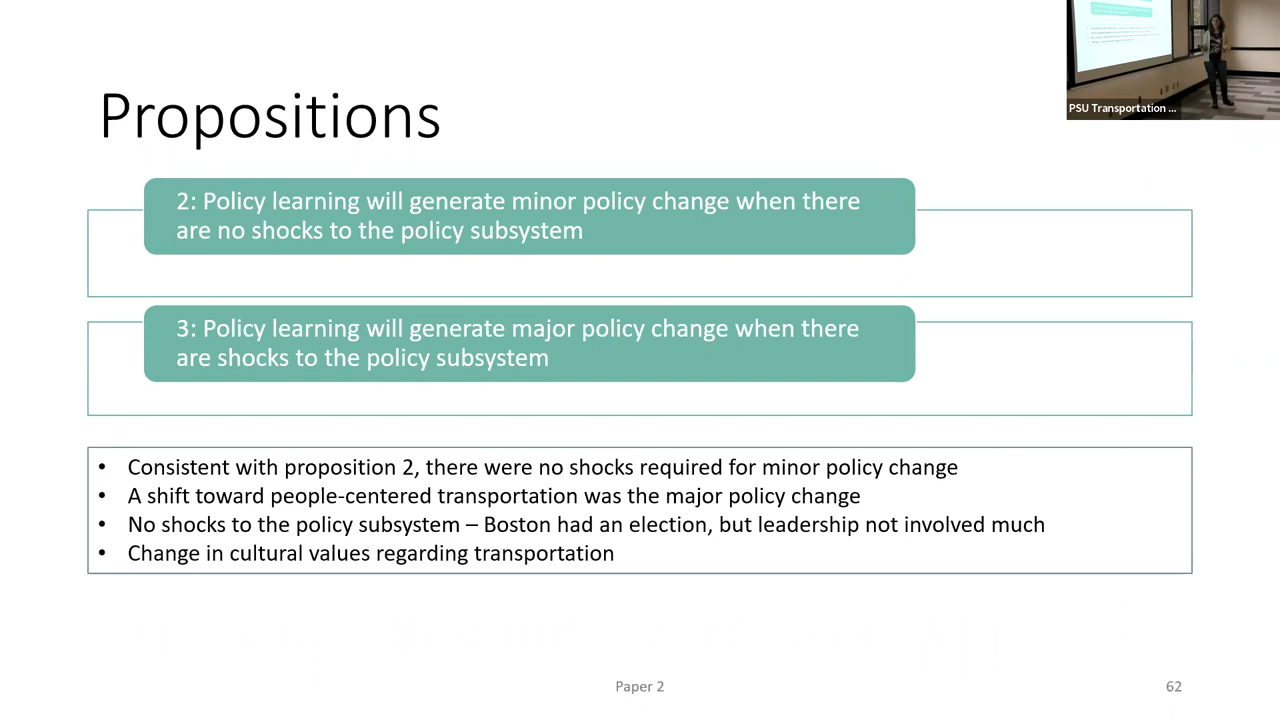 PSU Transportation ...
Propositions
2: Policy learning will generate minor policy change when there
are no shocks to the policy subsystem
3: Policy learning will generate major policy change when there
are shocks to the policy subsystem
• Consistent with proposition 2, there were no shocks required for minor policy change
• A shift toward people-centered transportation was the major policy change
• No shocks to the policy subsystem – Boston had an election, but leadership not involved much
• Change in cultural values regarding transportation
Paper 2
62